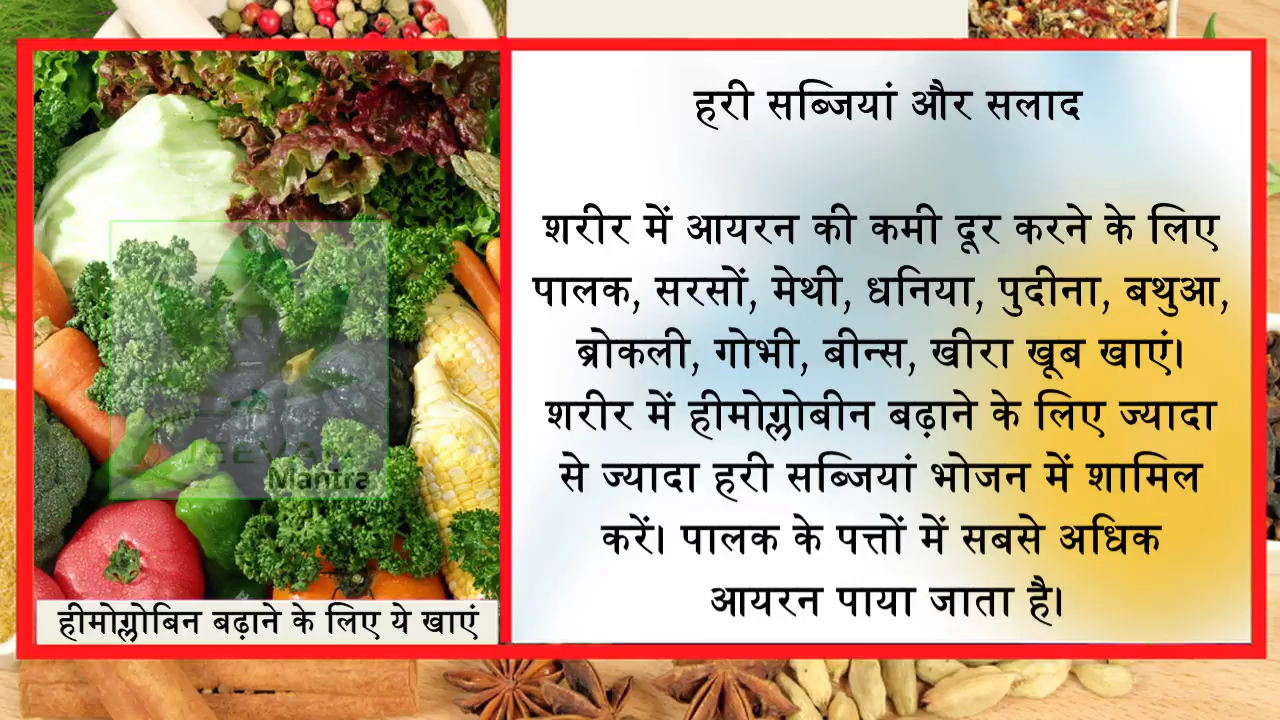 हरी सब्जियां और सलाद
शरीर में आयरन की कमी दूर करने के लिए
पालक, सरसों, मेथी, धनिया, पुदीना, बथुआ,
ब्रोकली, गोभी, बीन्स, खीरा खूब खाएं।
शरीर में हीमोग्लोबीन बढ़ाने के लिए ज्यादा
से ज्यादा हरी सब्जियां भोजन में शामिल
करें। पालक के पत्तों में सबसे अधिक
आयरन पाया जाता है।
JEEVAN
Mantra
हीमोग्लोबिन बढ़ाने के लिए ये खाएं